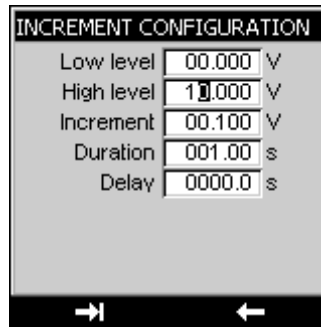 INCREMENT CONFIGURATION
Low level 00.000 V
High level 10.000 V
Increment 00.100 V
Duration 001.00 s
Delay 0000.0 s